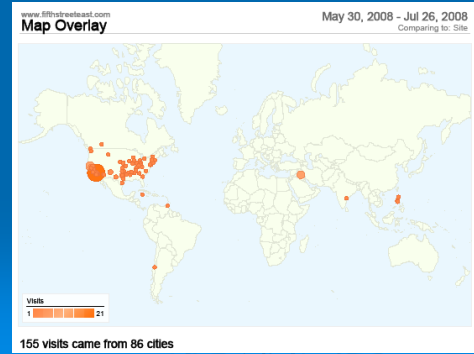 www.fifthstreeteast.com
Map Overlay
May 30, 2008 - Jul 26, 2008
Comparing to: Site
Visits
1 21
155 visits came from 86 cities